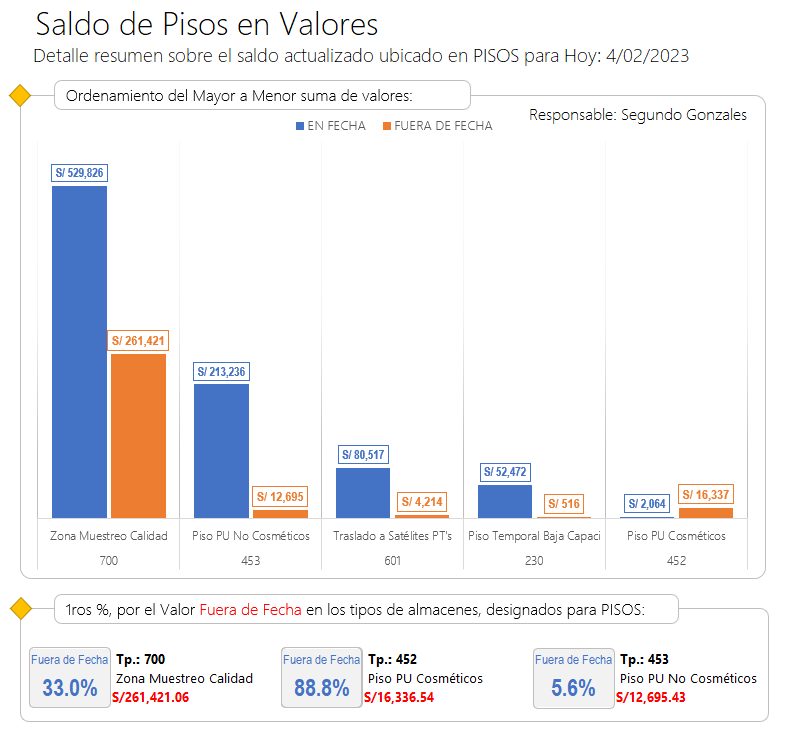 Saldo de Pisos en Valores
Detalle resumen sobre el saldo actualizado ubicado en PISOS para Hoy: 4/02/2023
Ordenamiento del Mayor a Menor suma de valores:
Responsable: Segundo Gonzales
EN FECHA FUERA DE FECHA
S/ 529,826
S/ 261,421
S/ 213,236
S/ 12,695
S/ 80,517
S/ 4,214
S/ 52,472
S/ 516
S/ 2,064
S/ 16,337
Zona Muestreo Calidad Piso PU No Cosméticos Traslado a Satélites PT's Piso Temporal Baja Capaci Piso PU Cosméticos
700 453 601 230 452
1ros %, por el Valor Fuera de Fecha en los tipos de almacenes, designados para PISOS:
Fuera de Fecha
33.0%
Tp.: 700
Zona Muestreo Calidad
S/261,421.06
Fuera de Fecha
88.8%
Tp.: 452
Piso PU Cosméticos
S/16,336.54
Fuera de Fecha
5.6%
Tp.: 453
Piso PU No Cosméticos
S/12,695.43